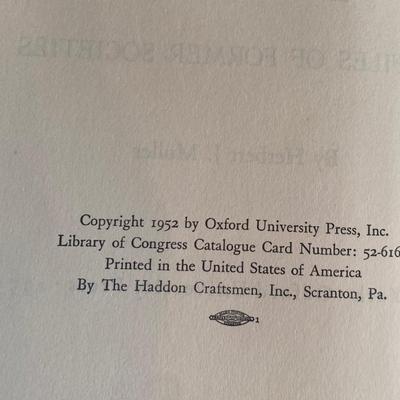 Copyright 1952 by Oxford University Press, Inc.
Library of Congress Catalogue Card Number: 52-616
Printed in the United States of America
By The Haddon Craftsmen, Inc., Scranton, Pa.
1